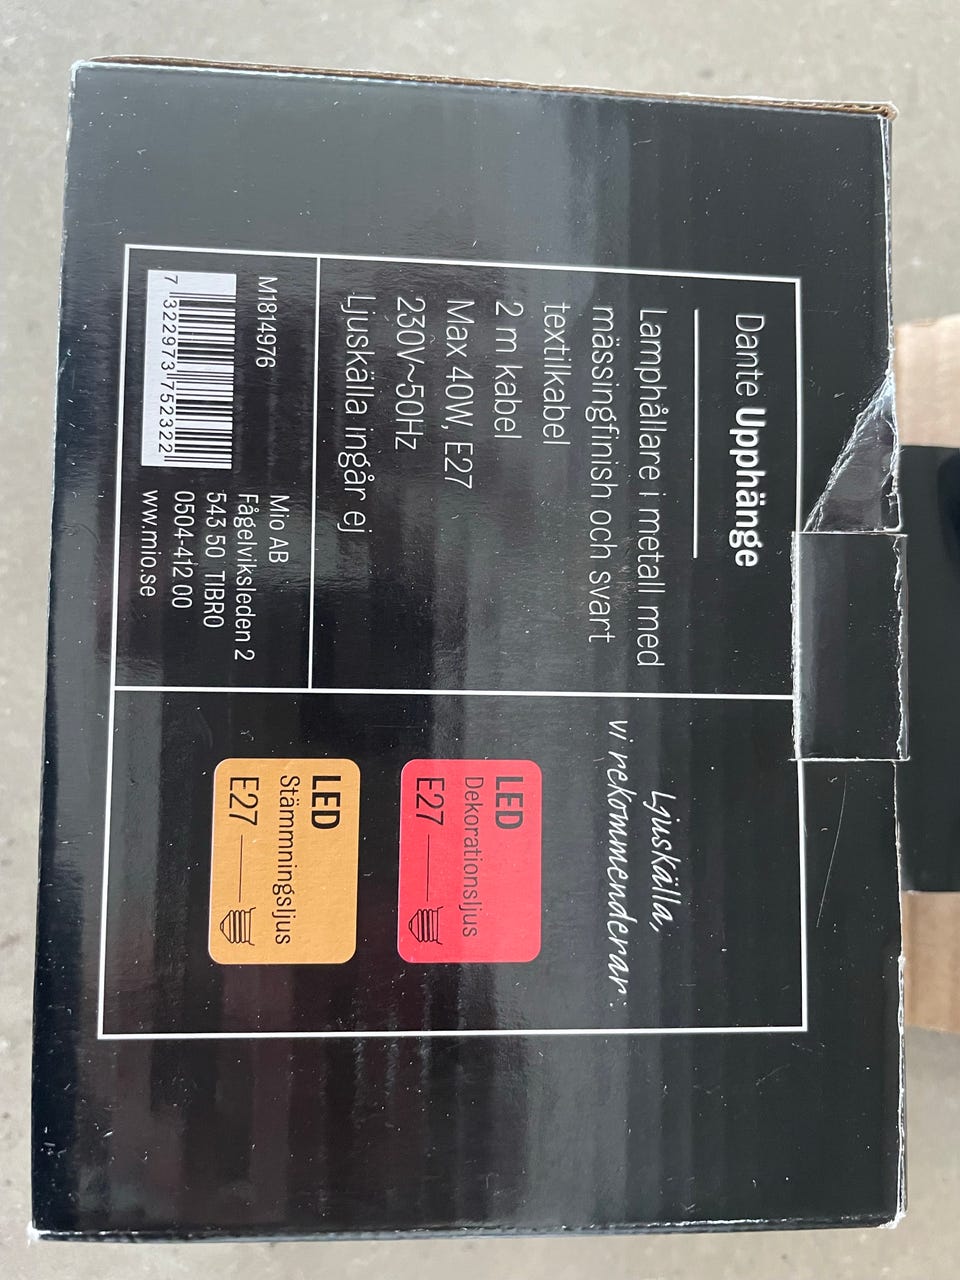 Dante Upphänge
Lamphållare i metall med
mässingfinish och svart
textilkabel
2 m kabel
Max 40W, E27
230V~50Hz
Ljuskälla ingår ej
M1814976
7 322973 752322
Mio AB
Fågelviksleden 2
543 50 TIBRO
0504-412 00
ww.mio.se
Ljuskälla,
vi rekommenderar:
LED
Dekorationsljus
E27
LED
Stämmningsljus
E27